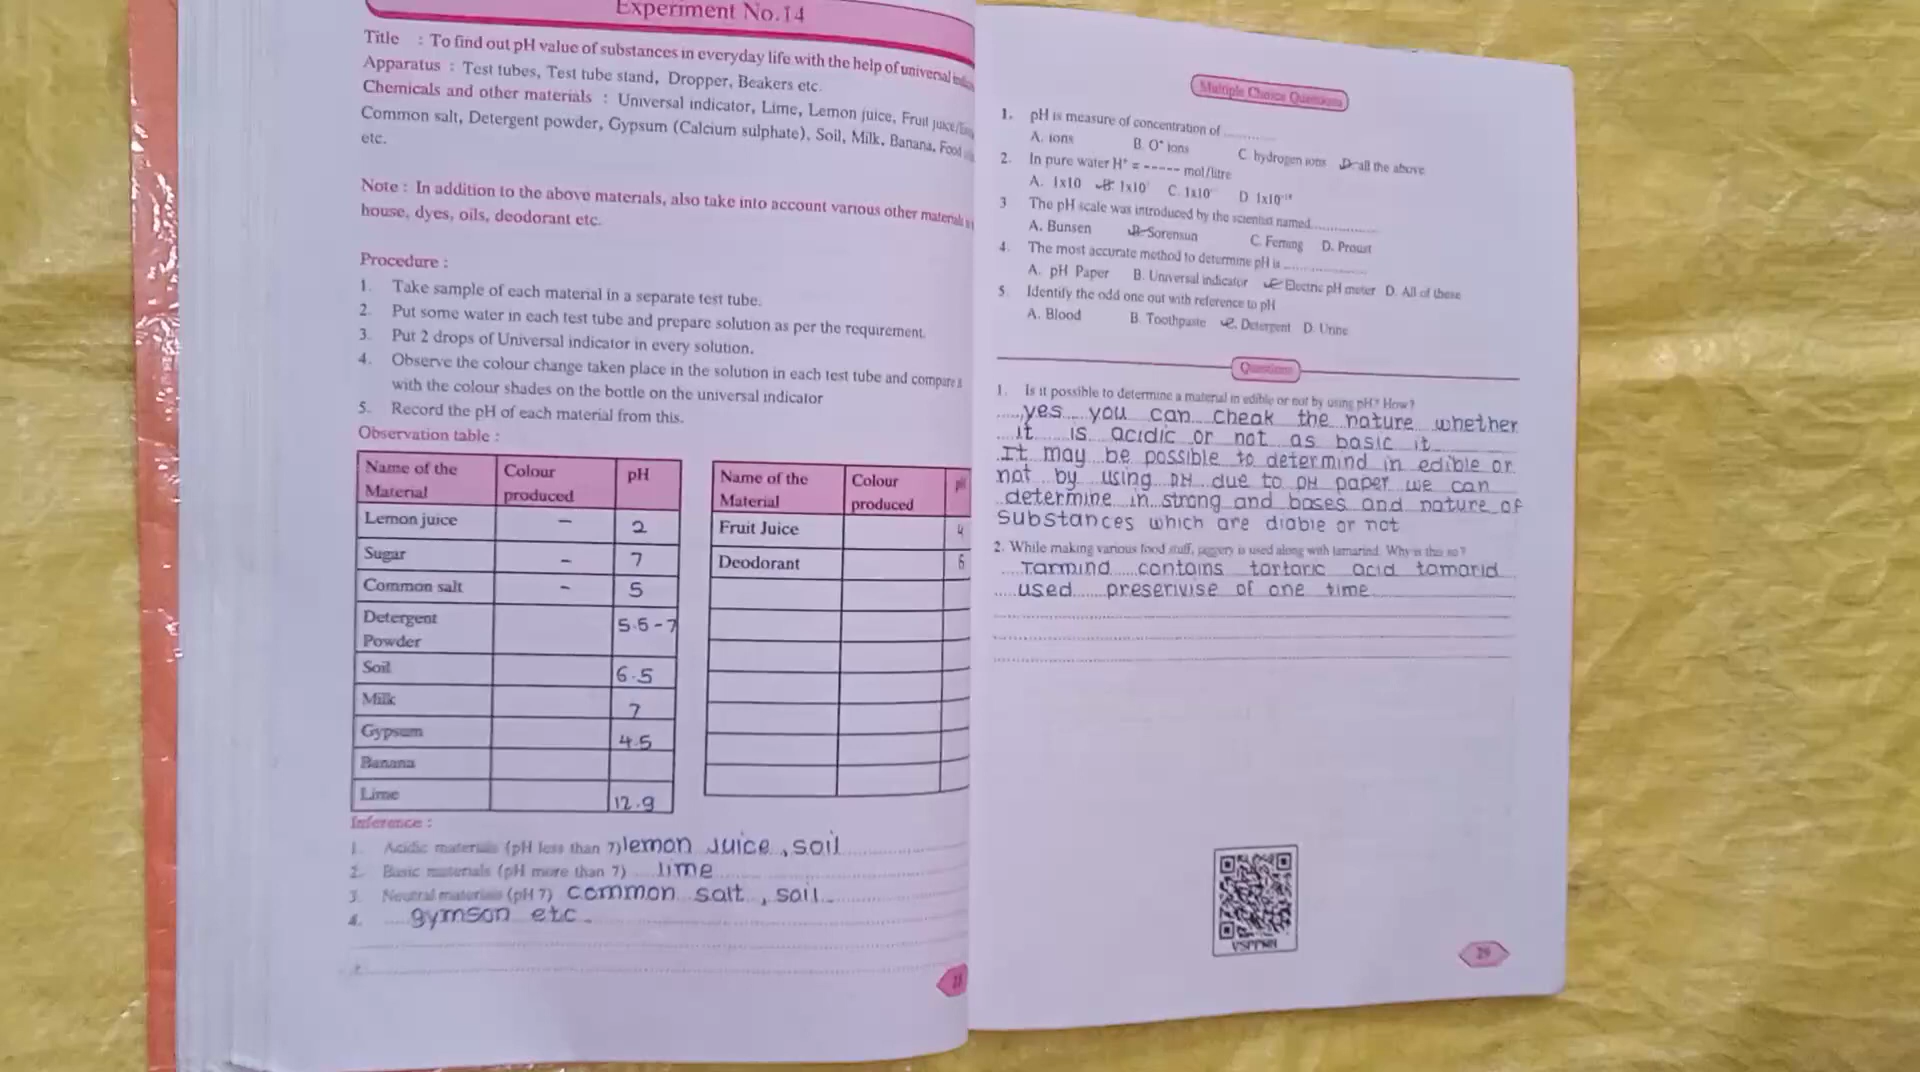 Experiment No.14
Title : To find out pH value of substances in everyday life with the help of universal
Apparatus : Test tubes, Test tube stand, Dropper, Beakers etc.
Chemicals and other materials : Universal indicator, Lime, Lemon juice, Fruit juice
Common salt, Detergent powder, Gypsum (Calcium sulphate), Soil, Milk, Banana, Food
etc.
Note : In addition to the above materials, also take into account various other materials
house, dyes, oils, deodorant etc.
Procedure :
1. Take sample of each material in a separate test tube.
2. Put some water in each test tube and prepare solution as per the requirement.
3. Put 2 drops of Universal indicator in every solution.
4. Observe the colour change taken place in the solution in each test tube and compare
with the colour shades on the bottle on the universal indicator
5. Record the pH of each material from this.
Observation table :
Name of the Material Colour produced pH
Lemon juice - 2
Sugar - 7
Common salt - 5
Detergent Powder 5.5-7
Soil 6.5
Milk 7
Gypsum 4.5
Banana
Lime 12.9
Name of the Material Colour produced pH
Fruit Juice 4
Deodorant 6
Inference :
1. Acidic materials (pH less than 7) lemon Juice , soil
2. Basic materials (pH more than 7) lime
3. Neutral materials (pH 7) common salt , soil
4. gymson etc.
Multiple Choice Questions
1. pH is measure of concentration of ............
A. ions B. O⁺ ions C. hydrogen ions D. all the above
2. In pure water H⁺ = ------ mol/litre
A. 1x10 B. 1x10 C. 1x10 D. 1x10
3 The pH scale was introduced by the scientist named...............
A. Bunsen B. Sorensun C. Feming D. Proust
4. The most accurate method to determine pH is ...................
A. pH Paper B. Universal indicator C. Electric pH meter D. All of these
5. Identify the odd one out with reference to pH
A. Blood B. Toothpaste C. Detergent D. Urine
Questions
1. Is it possible to determine a material in edible or not by using pH? How?
yes you can cheak the nature whether
it is acidic or not as basic it
It may be possible to determind in edible or
not by using pH due to pH paper we can
determine in strong and bases and nature of
substances which are diable or not
2. While making various food stuff, jaggery is used along with tamarind. Why is this so?
Tarmind contains tartaric acid tamarid
used preserivise of one time
VSPPWN
29